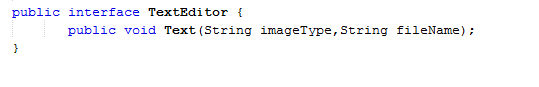 public interface TextEditor {
public void Text(String imageType,String fileName);
}